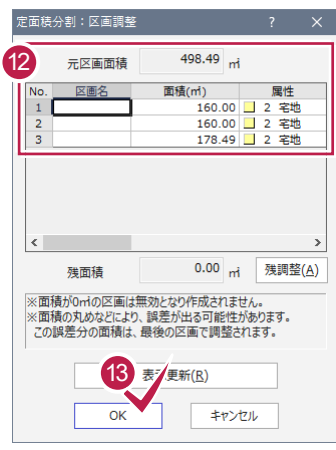 定面積分割：区画調整 ? ×
12
元区画面積 498.49 ㎡
No. 区画名 面積(㎡) 属性
1 160.00 2 宅地
2 160.00 2 宅地
3 178.49 2 宅地
< >
残面積 0.00 ㎡ 残調整(A)
※面積が0㎡の区画は無効となり作成されません。
※面積の丸めなどにより、誤差が出る可能性があります。
この誤差分の面積は、最後の区画で調整されます。
13 表示更新(R)
OK キャンセル